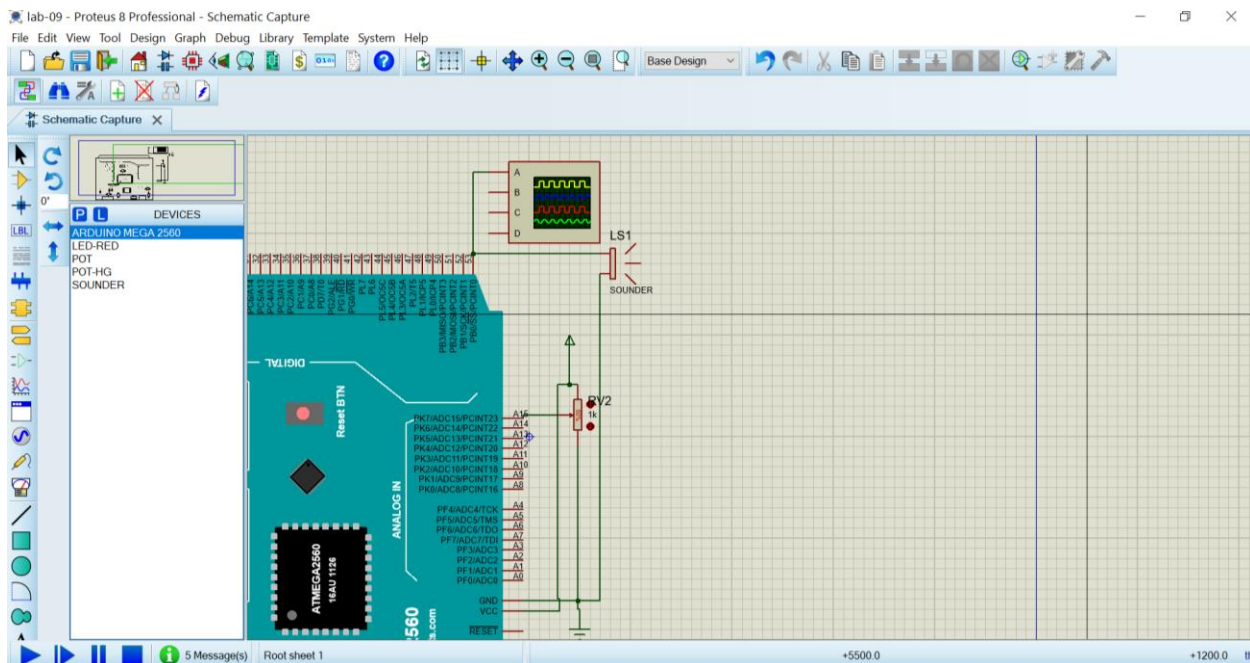 lab-09 - Proteus 8 Professional - Schematic Capture
File Edit View Tool Design Graph Debug Library Template System Help
Base Design
Schematic Capture
0°
P L DEVICES
LBL
ARDUINO MEGA 2560
LED-RED
POT
POT-HG
SOUNDER
A
B
C
D
LS1
SOUNDER
DIGITAL
Reset BTN
RV2
1k
PK7/ADC15/PCINT23 A15
PK6/ADC14/PCINT22 A14
PK5/ADC13/PCINT21 A13
PK4/ADC12/PCINT20 A12
PK3/ADC11/PCINT19 A11
PK2/ADC10/PCINT18 A10
PK1/ADC9/PCINT17 A9
PK0/ADC8/PCINT16 A8
ANALOG IN
PF4/ADC4/TCK A4
PF5/ADC5/TMS A5
PF6/ADC6/TDO A6
PF7/ADC7/TDI A7
PF3/ADC3 A3
PF2/ADC2 A2
PF1/ADC1 A1
PF0/ADC0 A0
ATMEGA2560
16AU 1126
GND
VCC
RESET
2560
ts.com
5 Message(s) Root sheet 1 +5500.0 +1200.0